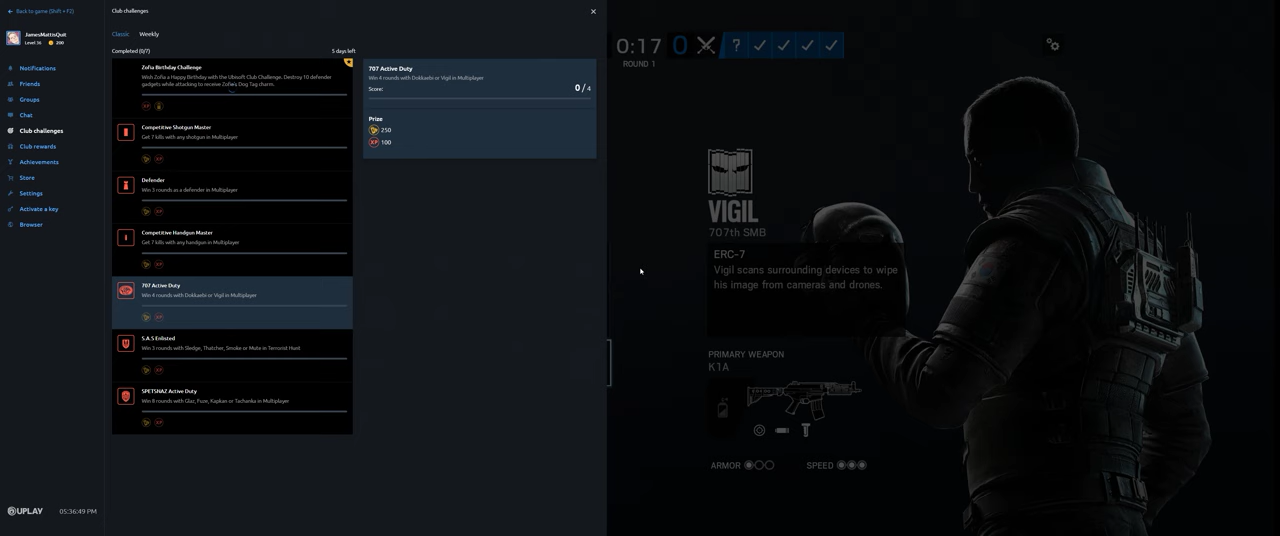 Back to game (Shift + F2)
JamesMattisQuit
Level 36 200
Notifications
Friends
Groups
Chat
Club challenges
Club rewards
Achievements
Store
Settings
Activate a key
Browser
UPLAY 05:36:49 PM
Club challenges
Classic Weekly
Completed (0/7) 5 days left
Zofia Birthday Challenge
Wish Zofia a Happy Birthday with the Ubisoft Club Challenge. Destroy 10 defender
gadgets while attacking to receive Zofia's Dog Tag charm.
XP
Competitive Shotgun Master
Get 7 kills with any shotgun in Multiplayer
XP
Defender
Win 3 rounds as a defender in Multiplayer
XP
Competitive Handgun Master
Get 7 kills with any handgun in Multiplayer
XP
707 Active Duty
Win 4 rounds with Dokkaebi or Vigil in Multiplayer
XP
S.A.S Enlisted
Win 3 rounds with Sledge, Thatcher, Smoke or Mute in Terrorist Hunt
XP
SPETSNAZ Active Duty
Win 8 rounds with Glaz, Fuze, Kapkan or Tachanka in Multiplayer
XP
707 Active Duty
Win 4 rounds with Dokkaebi or Vigil in Multiplayer
Score: 0 / 4
Prize
250
XP 100
0:17 0 ?
ROUND 1
VIGIL
707th SMB
ERC-7
Vigil scans surrounding devices to wipe
his image from cameras and drones.
PRIMARY WEAPON
K1A
ARMOR SPEED